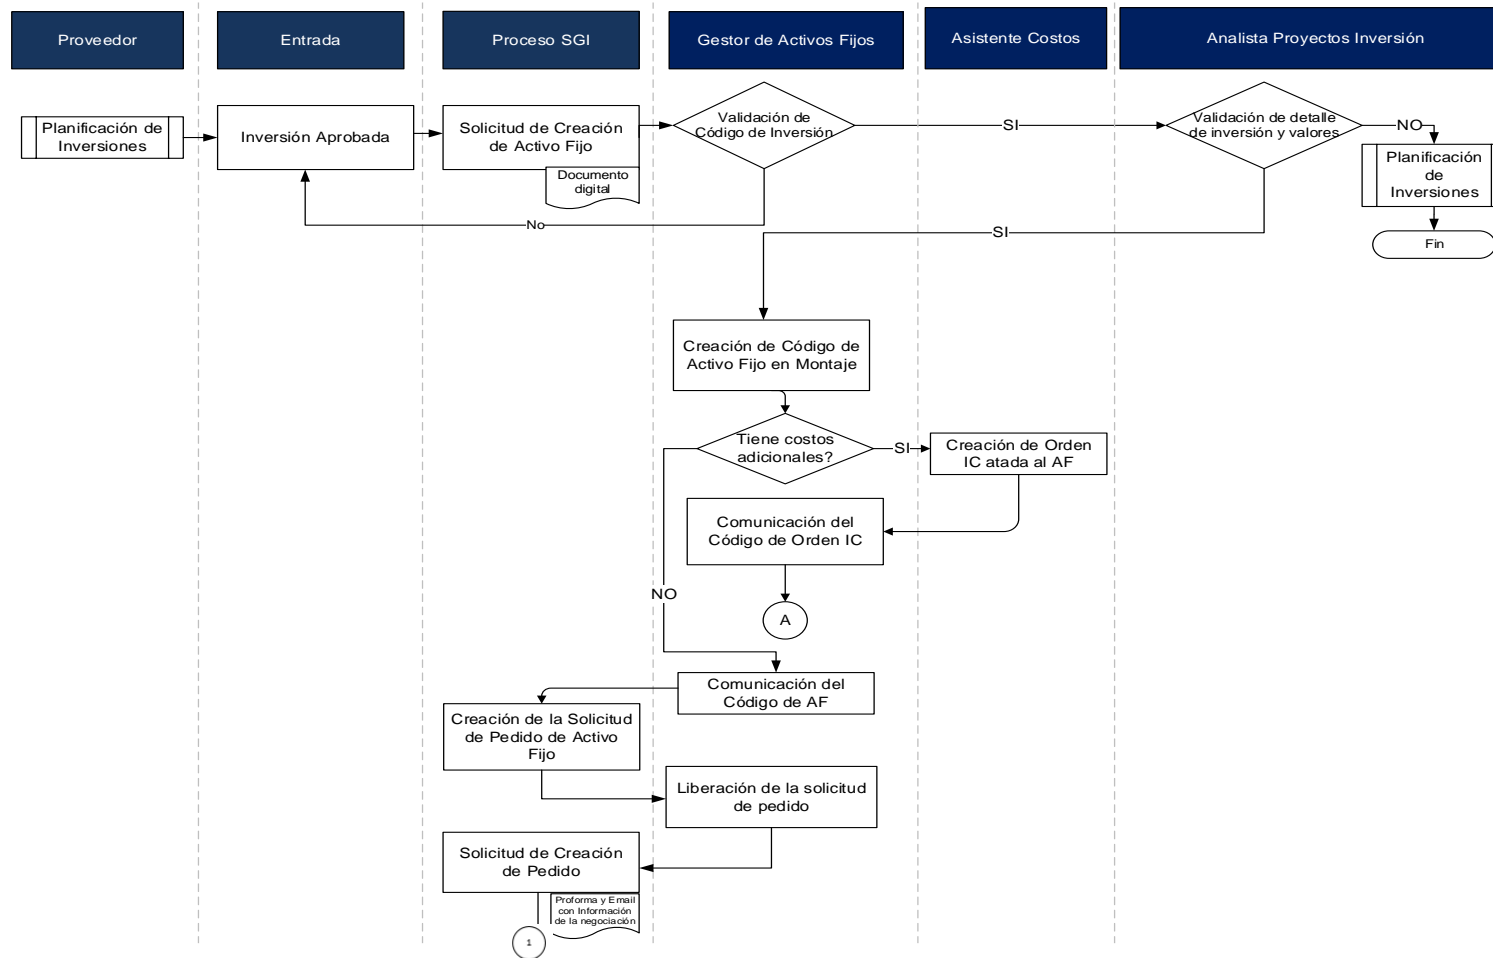 Proveedor
Entrada
Proceso SGI
Gestor de Activos Fijos
Asistente Costos
Analista Proyectos Inversión
Planificación de
Inversiones
Inversión Aprobada
Solicitud de Creación
de Activo Fijo
Documento
digital
Validación de
Código de Inversión
SI
Validación de detalle
de inversión y valores
NO
Planificación
de
Inversiones
Fin
No
SI
Creación de Código de
Activo Fijo en Montaje
Tiene costos
adicionales?
SI
Creación de Orden
IC atada al AF
Comunicación del
Código de Orden IC
A
NO
Comunicación del
Código de AF
Creación de la Solicitud
de Pedido de Activo
Fijo
Liberación de la solicitud
de pedido
Solicitud de Creación
de Pedido
Proforma y Email
con Información
de la negociación
1